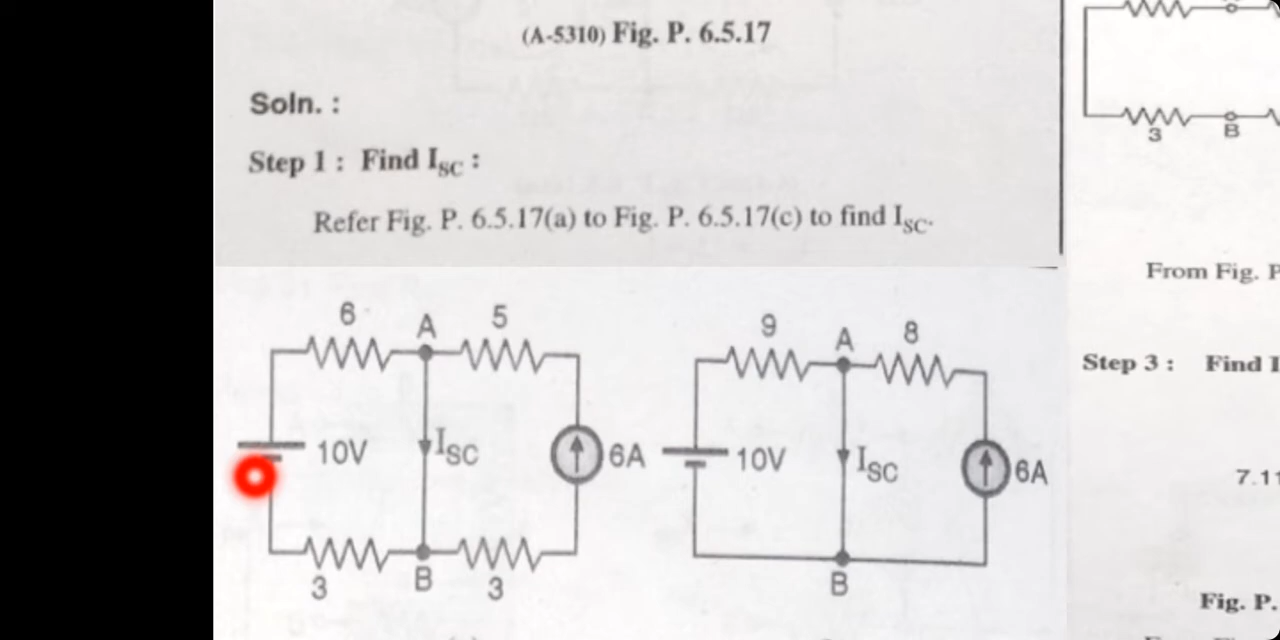 (A-5310) Fig. P. 6.5.17
Soln. :
Step 1 : Find ISC :
Refer Fig. P. 6.5.17(a) to Fig. P. 6.5.17(c) to find ISC.
6 A 5
10V ISC 6A
3 B 3
9 A 8
10V ISC 6A
B
3 B
From Fig. P
Step 3 : Find I
7.11
Fig. P.